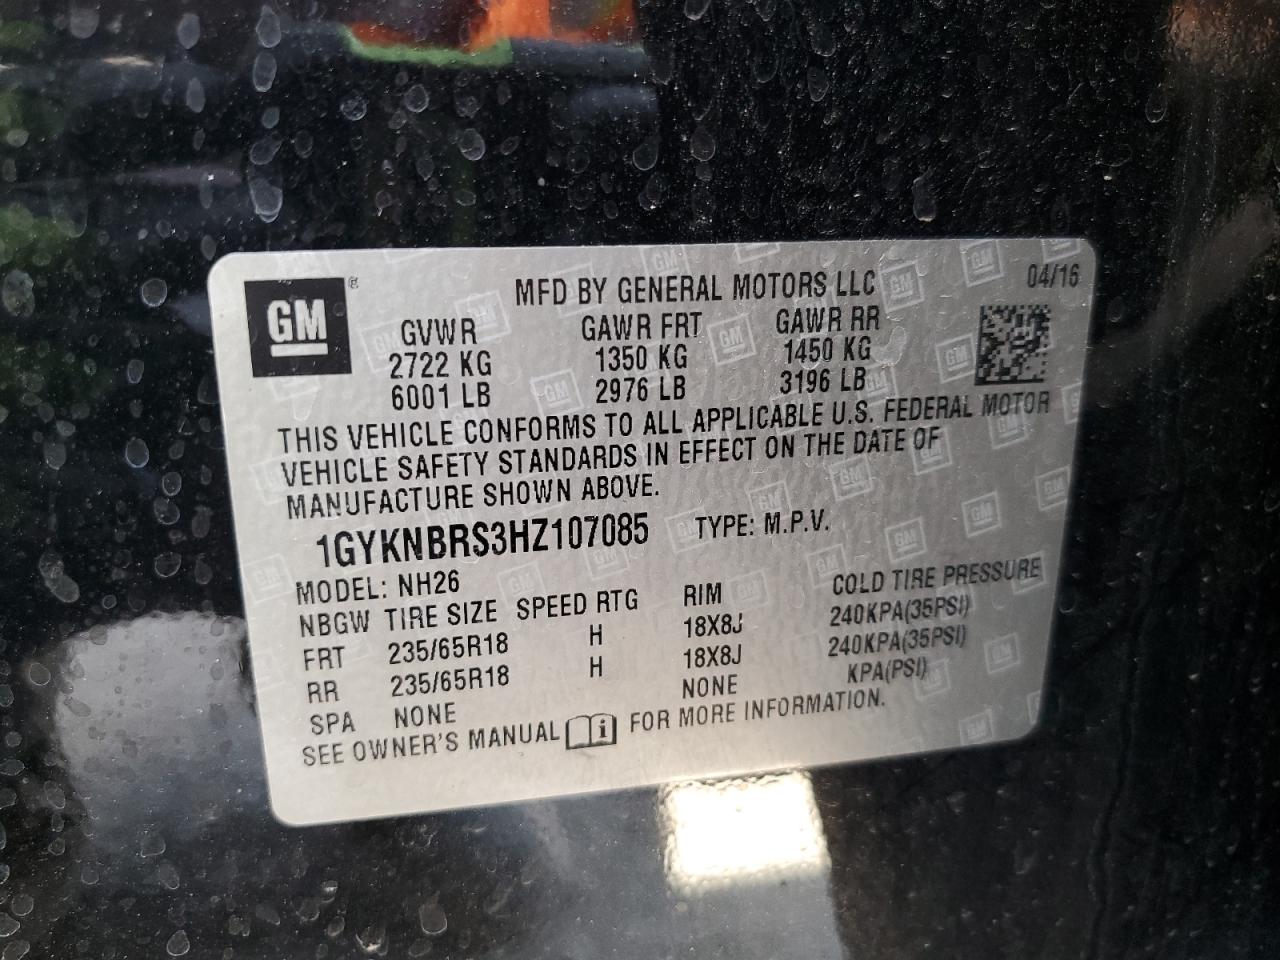 GM ®
MFD BY GENERAL MOTORS LLC 04/16
GVWR GAWR FRT GAWR RR
2722 KG 1350 KG 1450 KG
6001 LB 2976 LB 3196 LB
THIS VEHICLE CONFORMS TO ALL APPLICABLE U.S. FEDERAL MOTOR
VEHICLE SAFETY STANDARDS IN EFFECT ON THE DATE OF
MANUFACTURE SHOWN ABOVE.
1GYKNBRS3HZ107085 TYPE: M.P.V.
MODEL: NH26
NBGW TIRE SIZE SPEED RTG RIM COLD TIRE PRESSURE
FRT 235/65R18 H 18X8J 240KPA(35PSI)
RR 235/65R18 H 18X8J 240KPA(35PSI)
SPA NONE NONE KPA(PSI)
SEE OWNER'S MANUAL i FOR MORE INFORMATION.